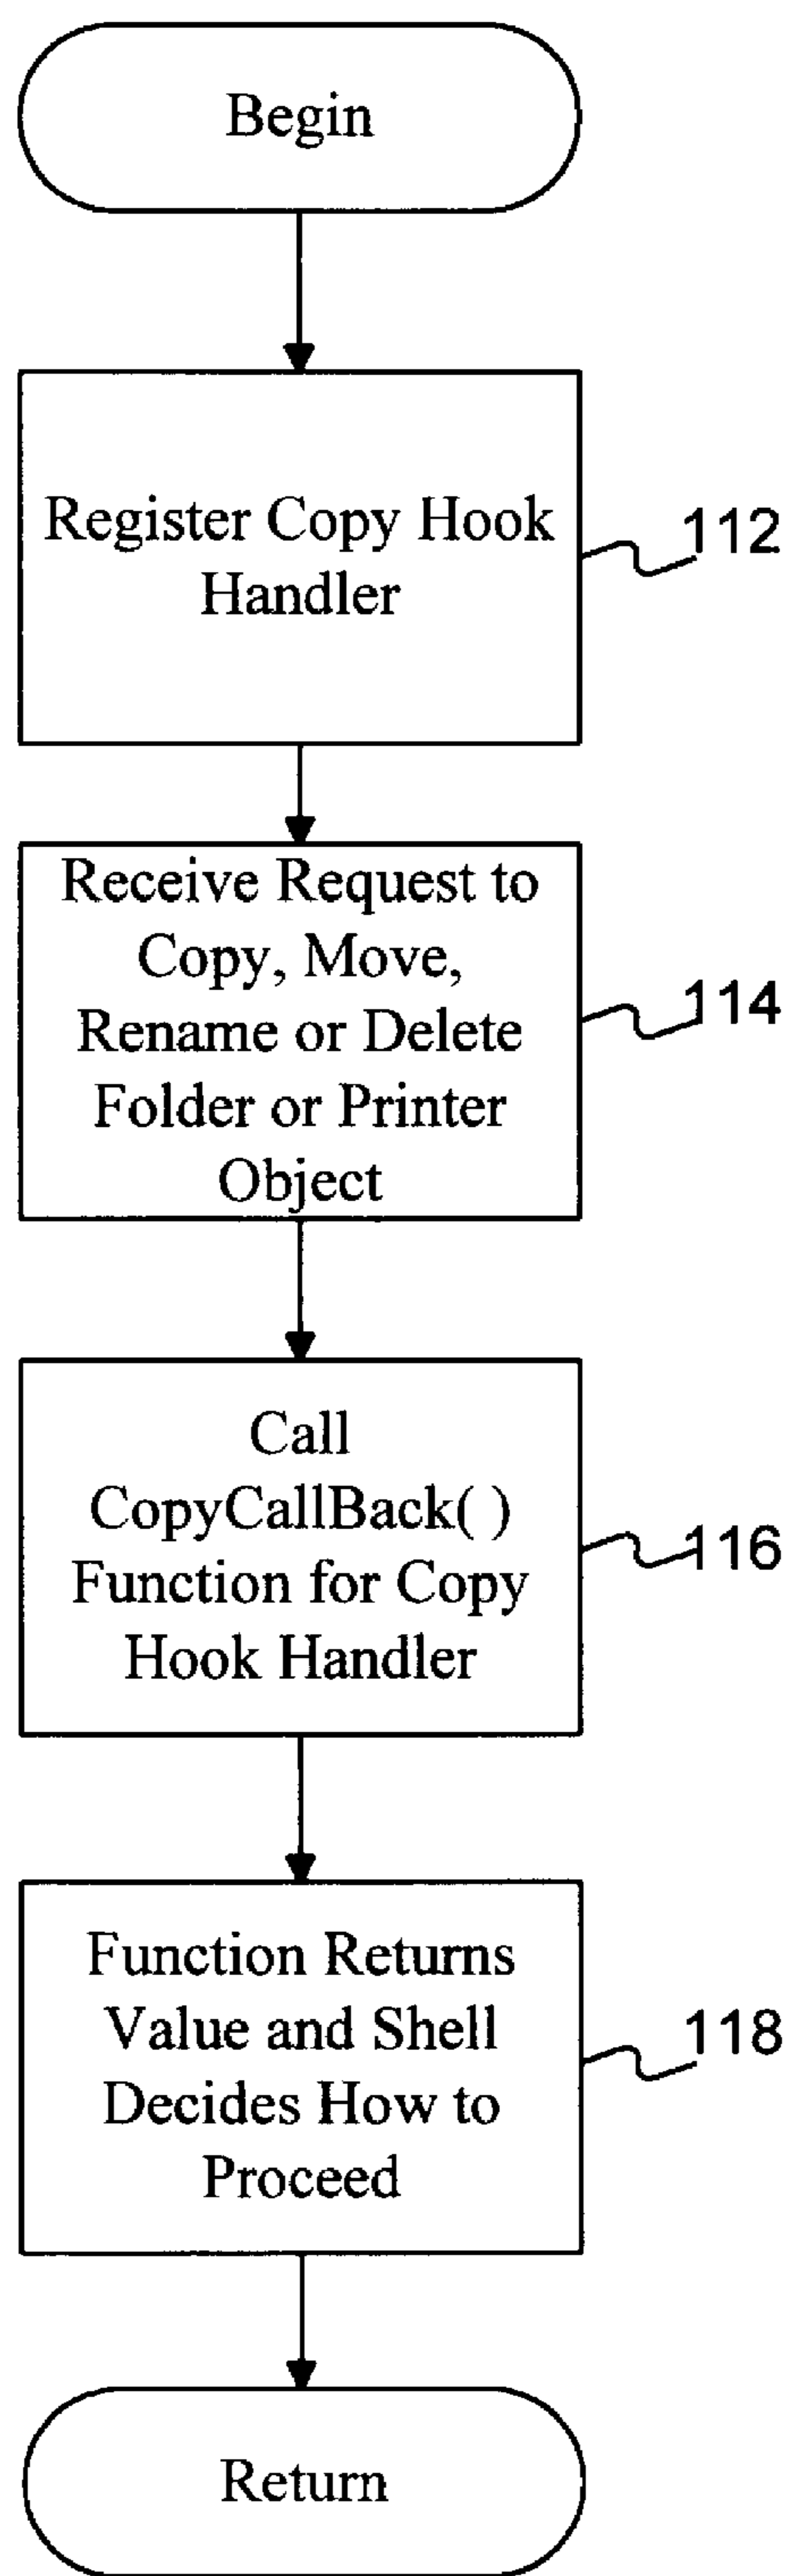 Begin
Register Copy Hook
Handler
112
Receive Request to
Copy, Move,
Rename or Delete
Folder or Printer
Object
114
Call
CopyCallBack( )
Function for Copy
Hook Handler
116
Function Returns
Value and Shell
Decides How to
Proceed
118
Return